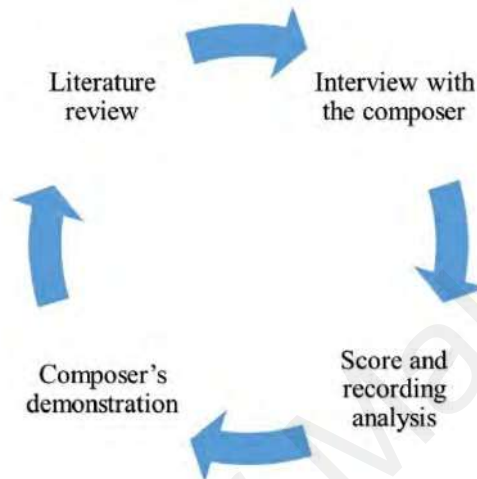 Literature
review
Interview with
the composer
Score and
recording
analysis
Composer's
demonstration